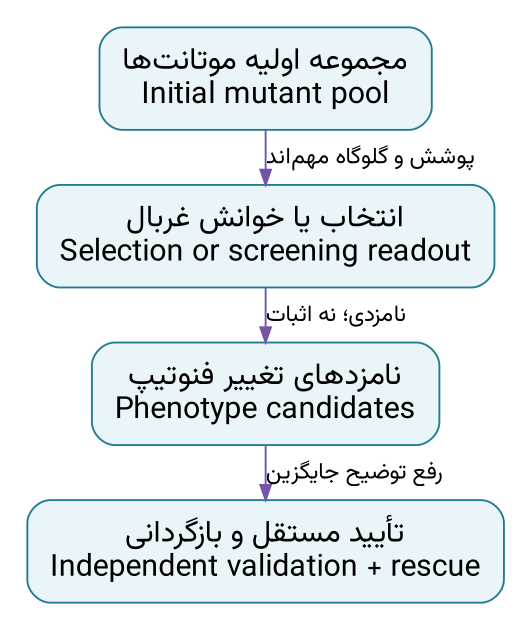 مجموعه اولیه موتانت‌ها
Initial mutant pool
پوشش و گلوگاه مهم‌اند
انتخاب یا خوانش غربال
Selection or screening readout
نامزدی؛ نه اثبات
نامزدهای تغییر فنوتیپ
Phenotype candidates
رفع توضیح جایگزین
تأیید مستقل و بازگردانی
Independent validation + rescue